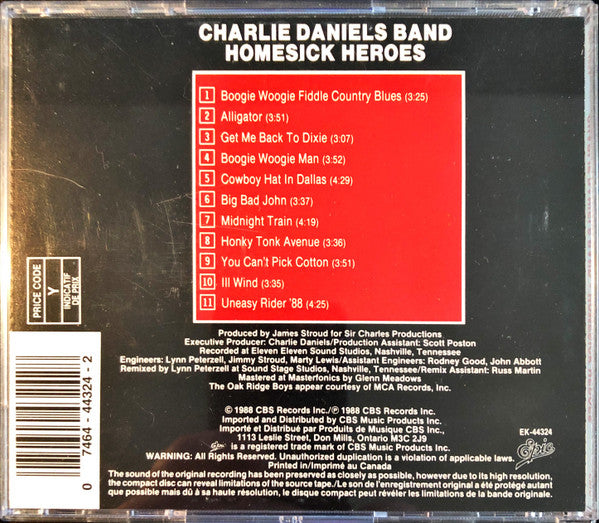 CHARLIE DANIELS BAND
HOMESICK HEROES
1 Boogie Woogie Fiddle Country Blues (3:25)
2 Alligator (3:51)
3 Get Me Back To Dixie (3:07)
4 Boogie Woogie Man (3:52)
5 Cowboy Hat In Dallas (4:29)
6 Big Bad John (3:37)
7 Midnight Train (4:19)
8 Honky Tonk Avenue (3:36)
9 You Can't Pick Cotton (3:51)
10 Ill Wind (3:35)
11 Uneasy Rider '88 (4:25)
PRICE CODE
Y
INDICATIF
DE PRIX
0 7464-44324-2
Produced by James Stroud for Sir Charles Productions
Executive Producer: Charlie Daniels/Production Assistant: Scott Poston
Recorded at Eleven Eleven Sound Studios, Nashville, Tennessee
Engineers: Lynn Peterzell, Jimmy Stroud, Marty Lewis/Assistant Engineers: Rodney Good, John Abbott
Remixed by Lynn Peterzell at Sound Stage Studios, Nashville, Tennessee/Remix Assistant: Russ Martin
Mastered at Masterfonics by Glenn Meadows
The Oak Ridge Boys appear courtesy of MCA Records, Inc.
© 1988 CBS Records Inc./℗ 1988 CBS Records Inc.
Imported and Distributed by CBS Music Products Inc.
Importé et Distribué par Produits de Musique CBS Inc.
1113 Leslie Street, Don Mills, Ontario M3C 2J9
Epic is a registered trade mark of CBS Music Products Inc.
WARNING: All Rights Reserved. Unauthorized duplication is a violation of applicable laws.
Printed in/Imprimé au Canada
EK-44324
Epic
The sound of the original recording has been preserved as closely as possible, however due to its high resolution,
the compact disc can reveal limitations of the source tape./Le son de l'enregistrement original a été protégé autant
que possible mais dû à sa haute résolution, le disque compact peut révéler les limitations de la bande originale.